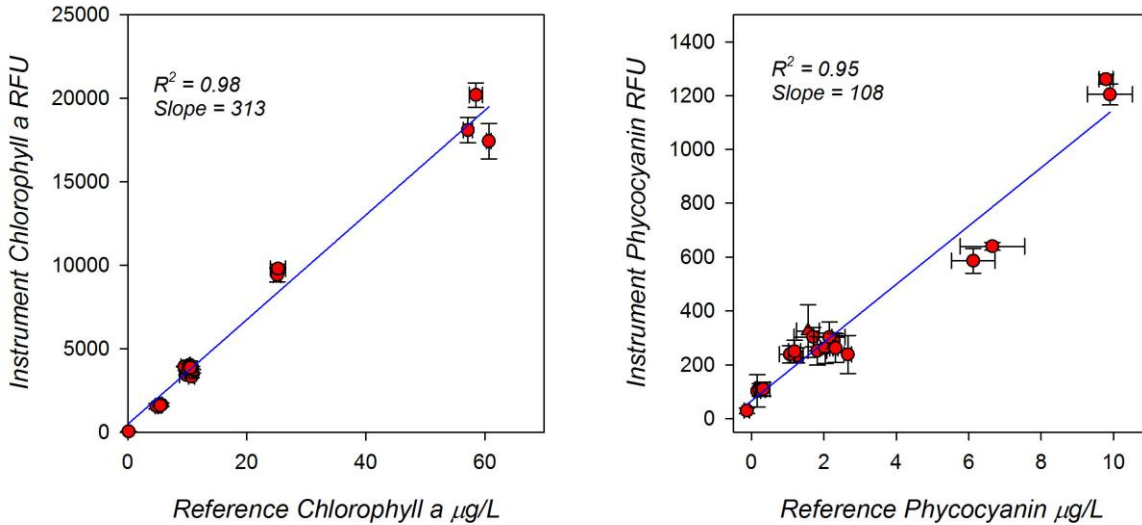 25000
20000
15000
10000
5000
0
Instrument Chlorophyll a RFU
R² = 0.98
Slope = 313
0 20 40 60
Reference Chlorophyll a μg/L
1400
1200
1000
800
600
400
200
0
Instrument Phycocyanin RFU
R² = 0.95
Slope = 108
0 2 4 6 8 10
Reference Phycocyanin μg/L